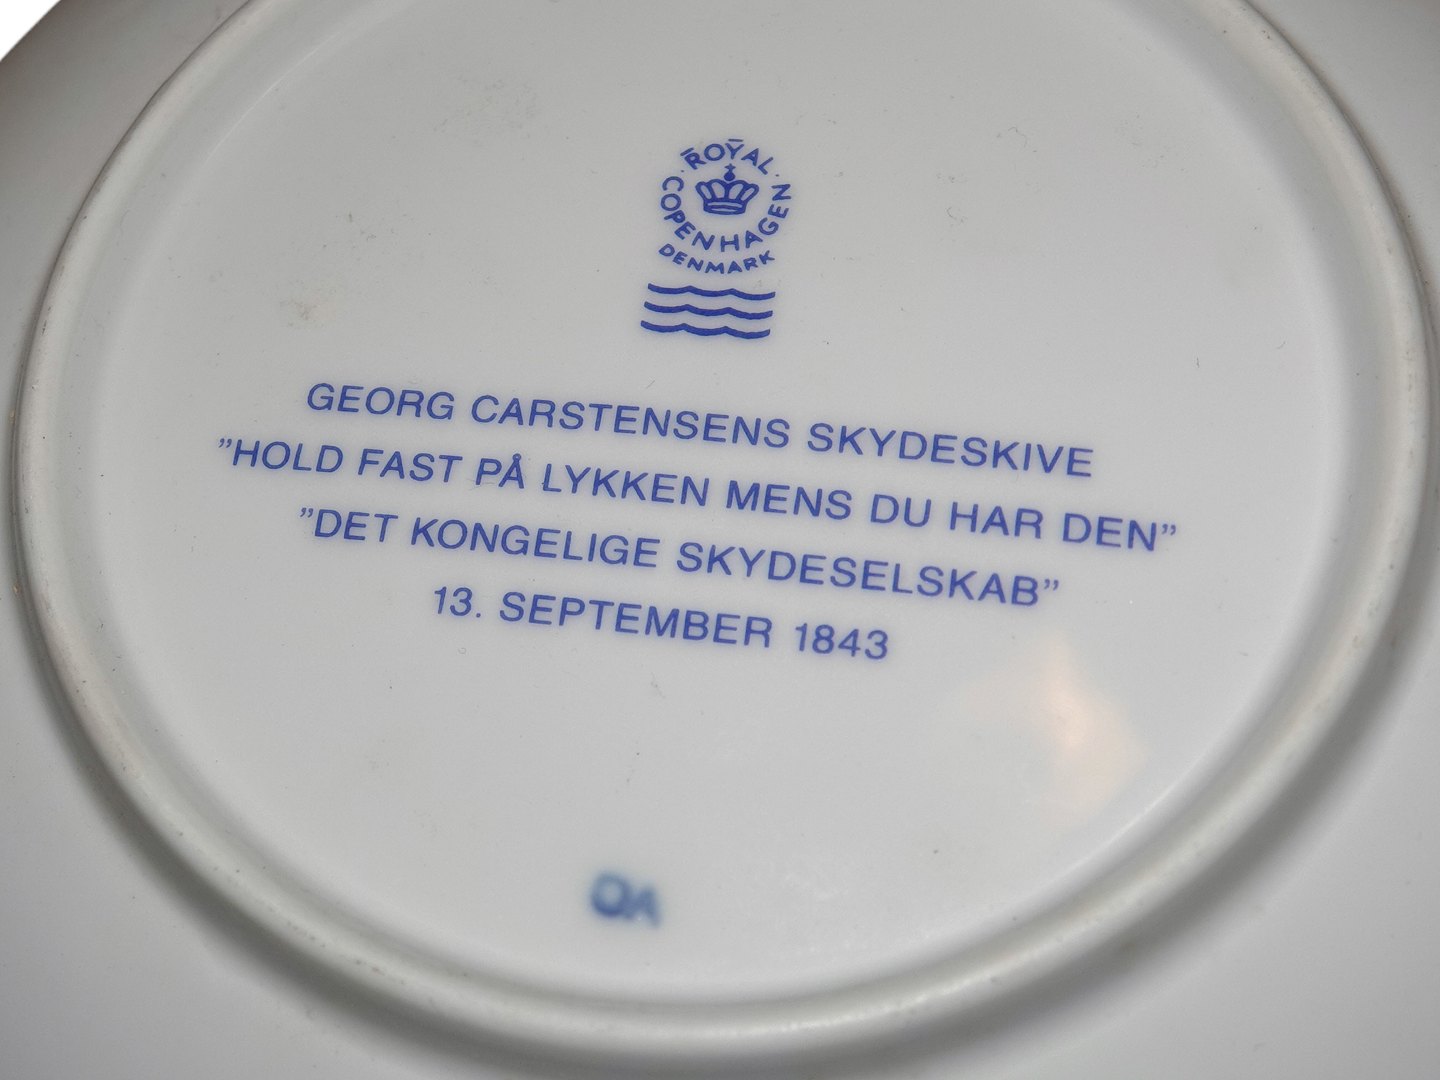 ROYAL
COPENHAGEN
DENMARK
GEORG CARSTENSENS SKYDESKIVE
”HOLD FAST PÅ LYKKEN MENS DU HAR DEN”
”DET KONGELIGE SKYDESELSKAB”
13. SEPTEMBER 1843